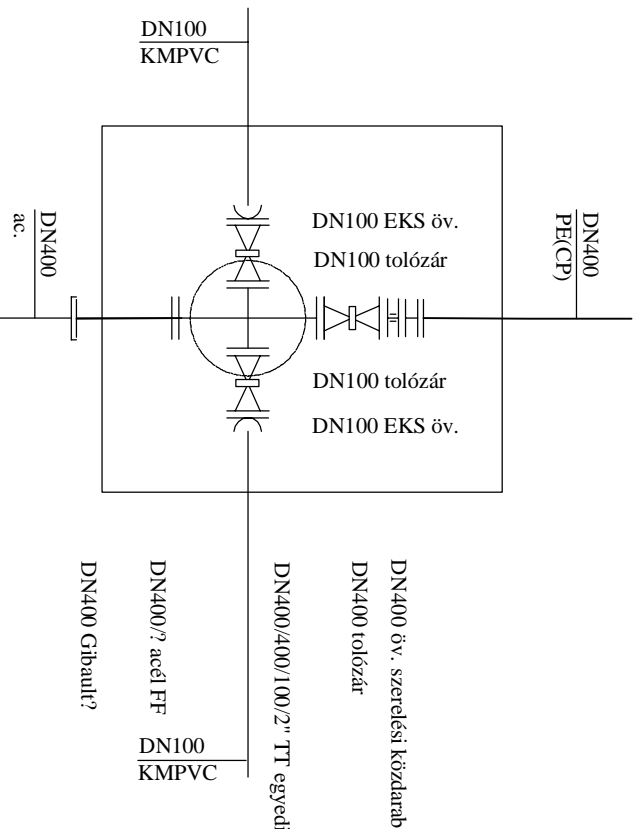 DN100
KMPVC
DN400
ac.
DN400
PE(CP)
DN100 EKS öv.
DN100 tolózár
DN100 tolózár
DN100 EKS öv.
DN400 Gibault?
DN400/? acél FF
DN400/400/100/2" TT egyedi
DN400 tolózár
DN400 öv. szerelési közdarab
DN100
KMPVC